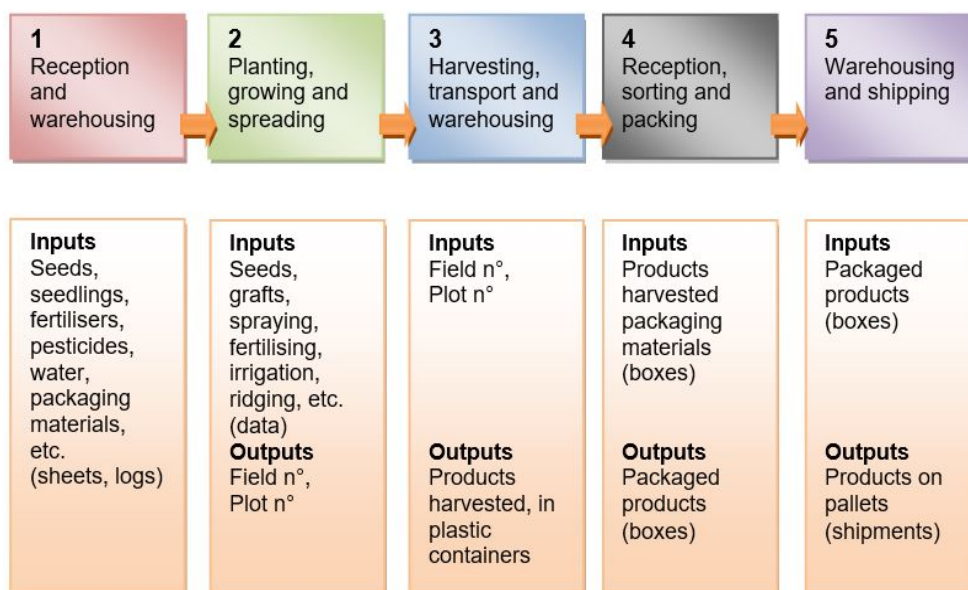 1
Reception
and
warehousing
2
Planting,
growing and
spreading
3
Harvesting,
transport and
warehousing
4
Reception,
sorting and
packing
5
Warehousing
and shipping
Inputs
Seeds,
seedlings,
fertilisers,
pesticides,
water,
packaging
materials,
etc.
(sheets, logs)
Inputs
Seeds,
grafts,
spraying,
fertilising,
irrigation,
ridging, etc.
(data)
Outputs
Field n°,
Plot n°
Inputs
Field n°,
Plot n°
Outputs
Products
harvested, in
plastic
containers
Inputs
Products
harvested
packaging
materials
(boxes)
Outputs
Packaged
products
(boxes)
Inputs
Packaged
products
(boxes)
Outputs
Products on
pallets
(shipments)